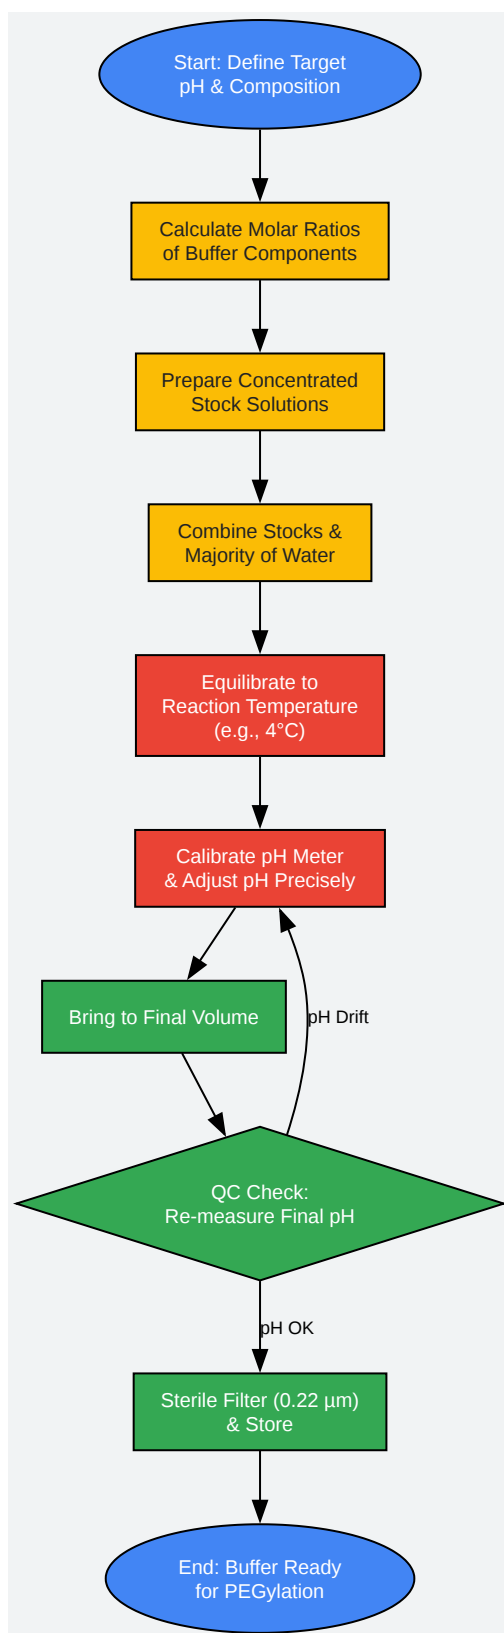 Start: Define Target
pH & Composition
Calculate Molar Ratios
of Buffer Components
Prepare Concentrated
Stock Solutions
Combine Stocks &
Majority of Water
Equilibrate to
Reaction Temperature
(e.g., 4°C)
Calibrate pH Meter
& Adjust pH Precisely
Bring to Final Volume
pH Drift
QC Check:
Re-measure Final pH
pH OK
Sterile Filter (0.22 µm)
& Store
End: Buffer Ready
for PEGylation